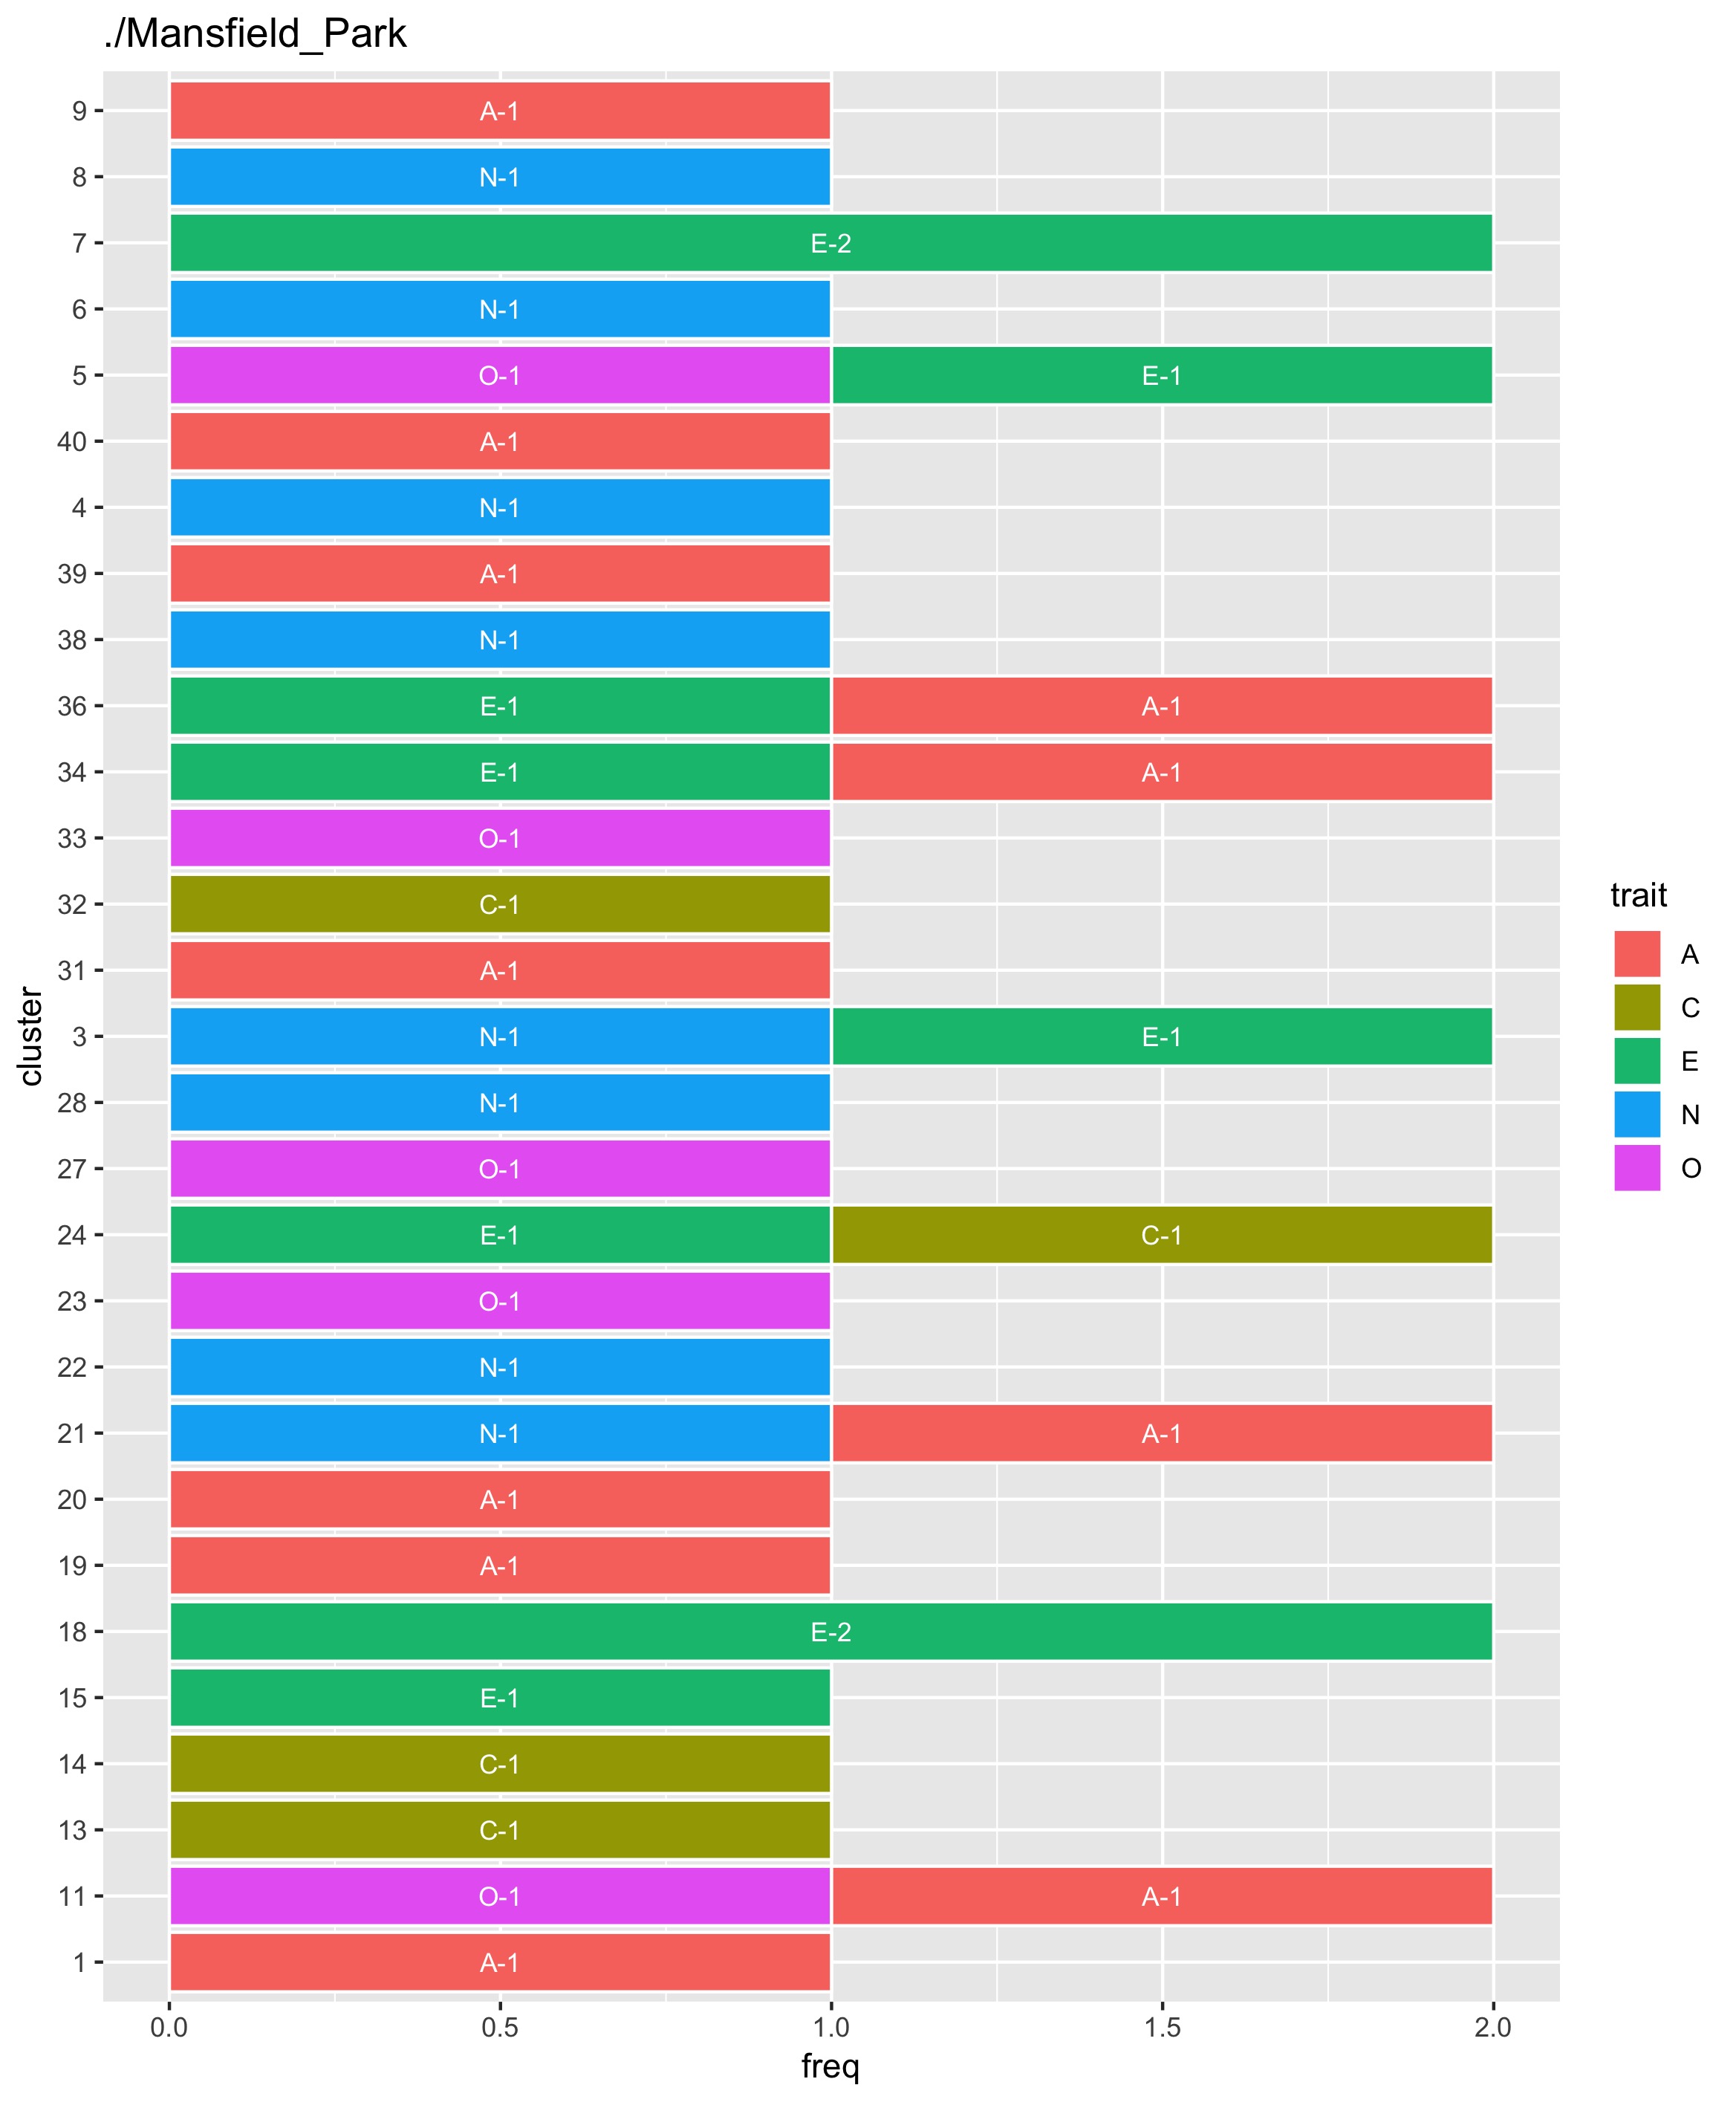 ./Mansfield_Park
9 A-1
8 N-1
7 E-2
6 N-1
5 O-1 E-1
40 A-1
4 N-1
39 A-1
38 N-1
36 E-1 A-1
34 E-1 A-1
33 O-1
32 C-1
31 A-1
3 N-1 E-1
28 N-1
27 O-1
24 E-1 C-1
23 O-1
22 N-1
21 N-1 A-1
20 A-1
19 A-1
18 E-2
15 E-1
14 C-1
13 C-1
11 O-1 A-1
1 A-1
0.0 0.5 1.0 1.5 2.0
freq
cluster
trait
A
C
E
N
O